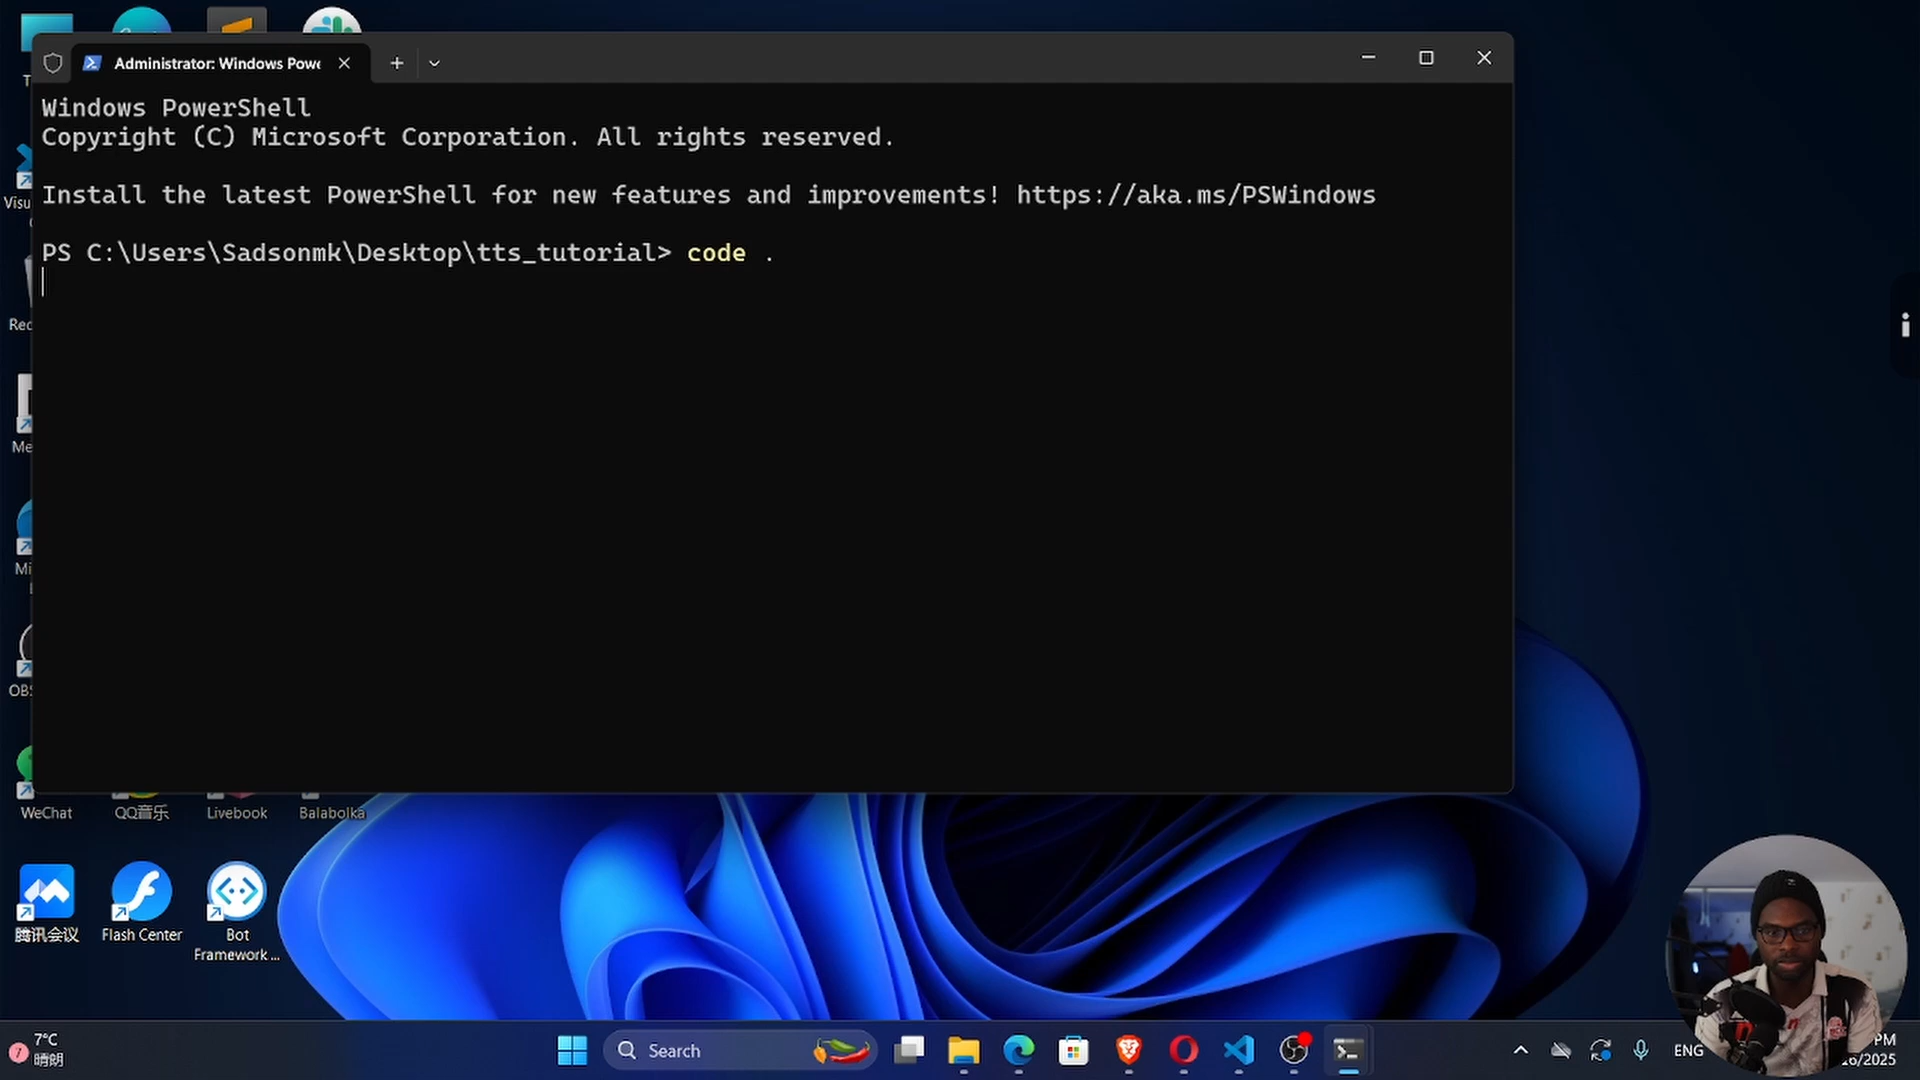 Administrator: Windows Powe
Windows PowerShell
Copyright (C) Microsoft Corporation. All rights reserved.
Install the latest PowerShell for new features and improvements! https://aka.ms/PSWindows
PS C:\Users\Sadsonmk\Desktop\tts_tutorial> code .
WeChat
QQ音乐
Livebook
Balabolka
腾讯会议
Flash Center
Bot
Framework ...
7°C
晴朗
Search
ENG
PM
/2025